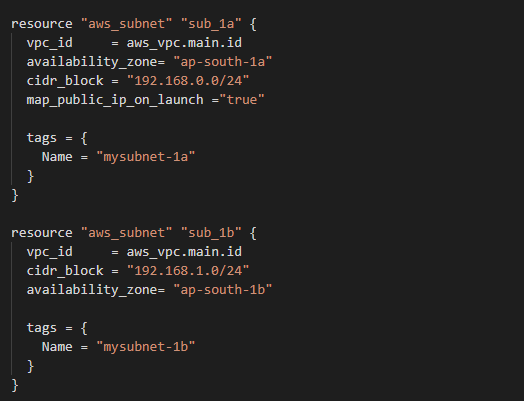 resource "aws_subnet" "sub_1a" {
  vpc_id     = aws_vpc.main.id
  availability_zone= "ap-south-1a"
  cidr_block = "192.168.0.0/24"
  map_public_ip_on_launch ="true"

  tags = {
    Name = "mysubnet-1a"
  }
}

resource "aws_subnet" "sub_1b" {
  vpc_id     = aws_vpc.main.id
  cidr_block = "192.168.1.0/24"
  availability_zone= "ap-south-1b"

  tags = {
    Name = "mysubnet-1b"
  }
}